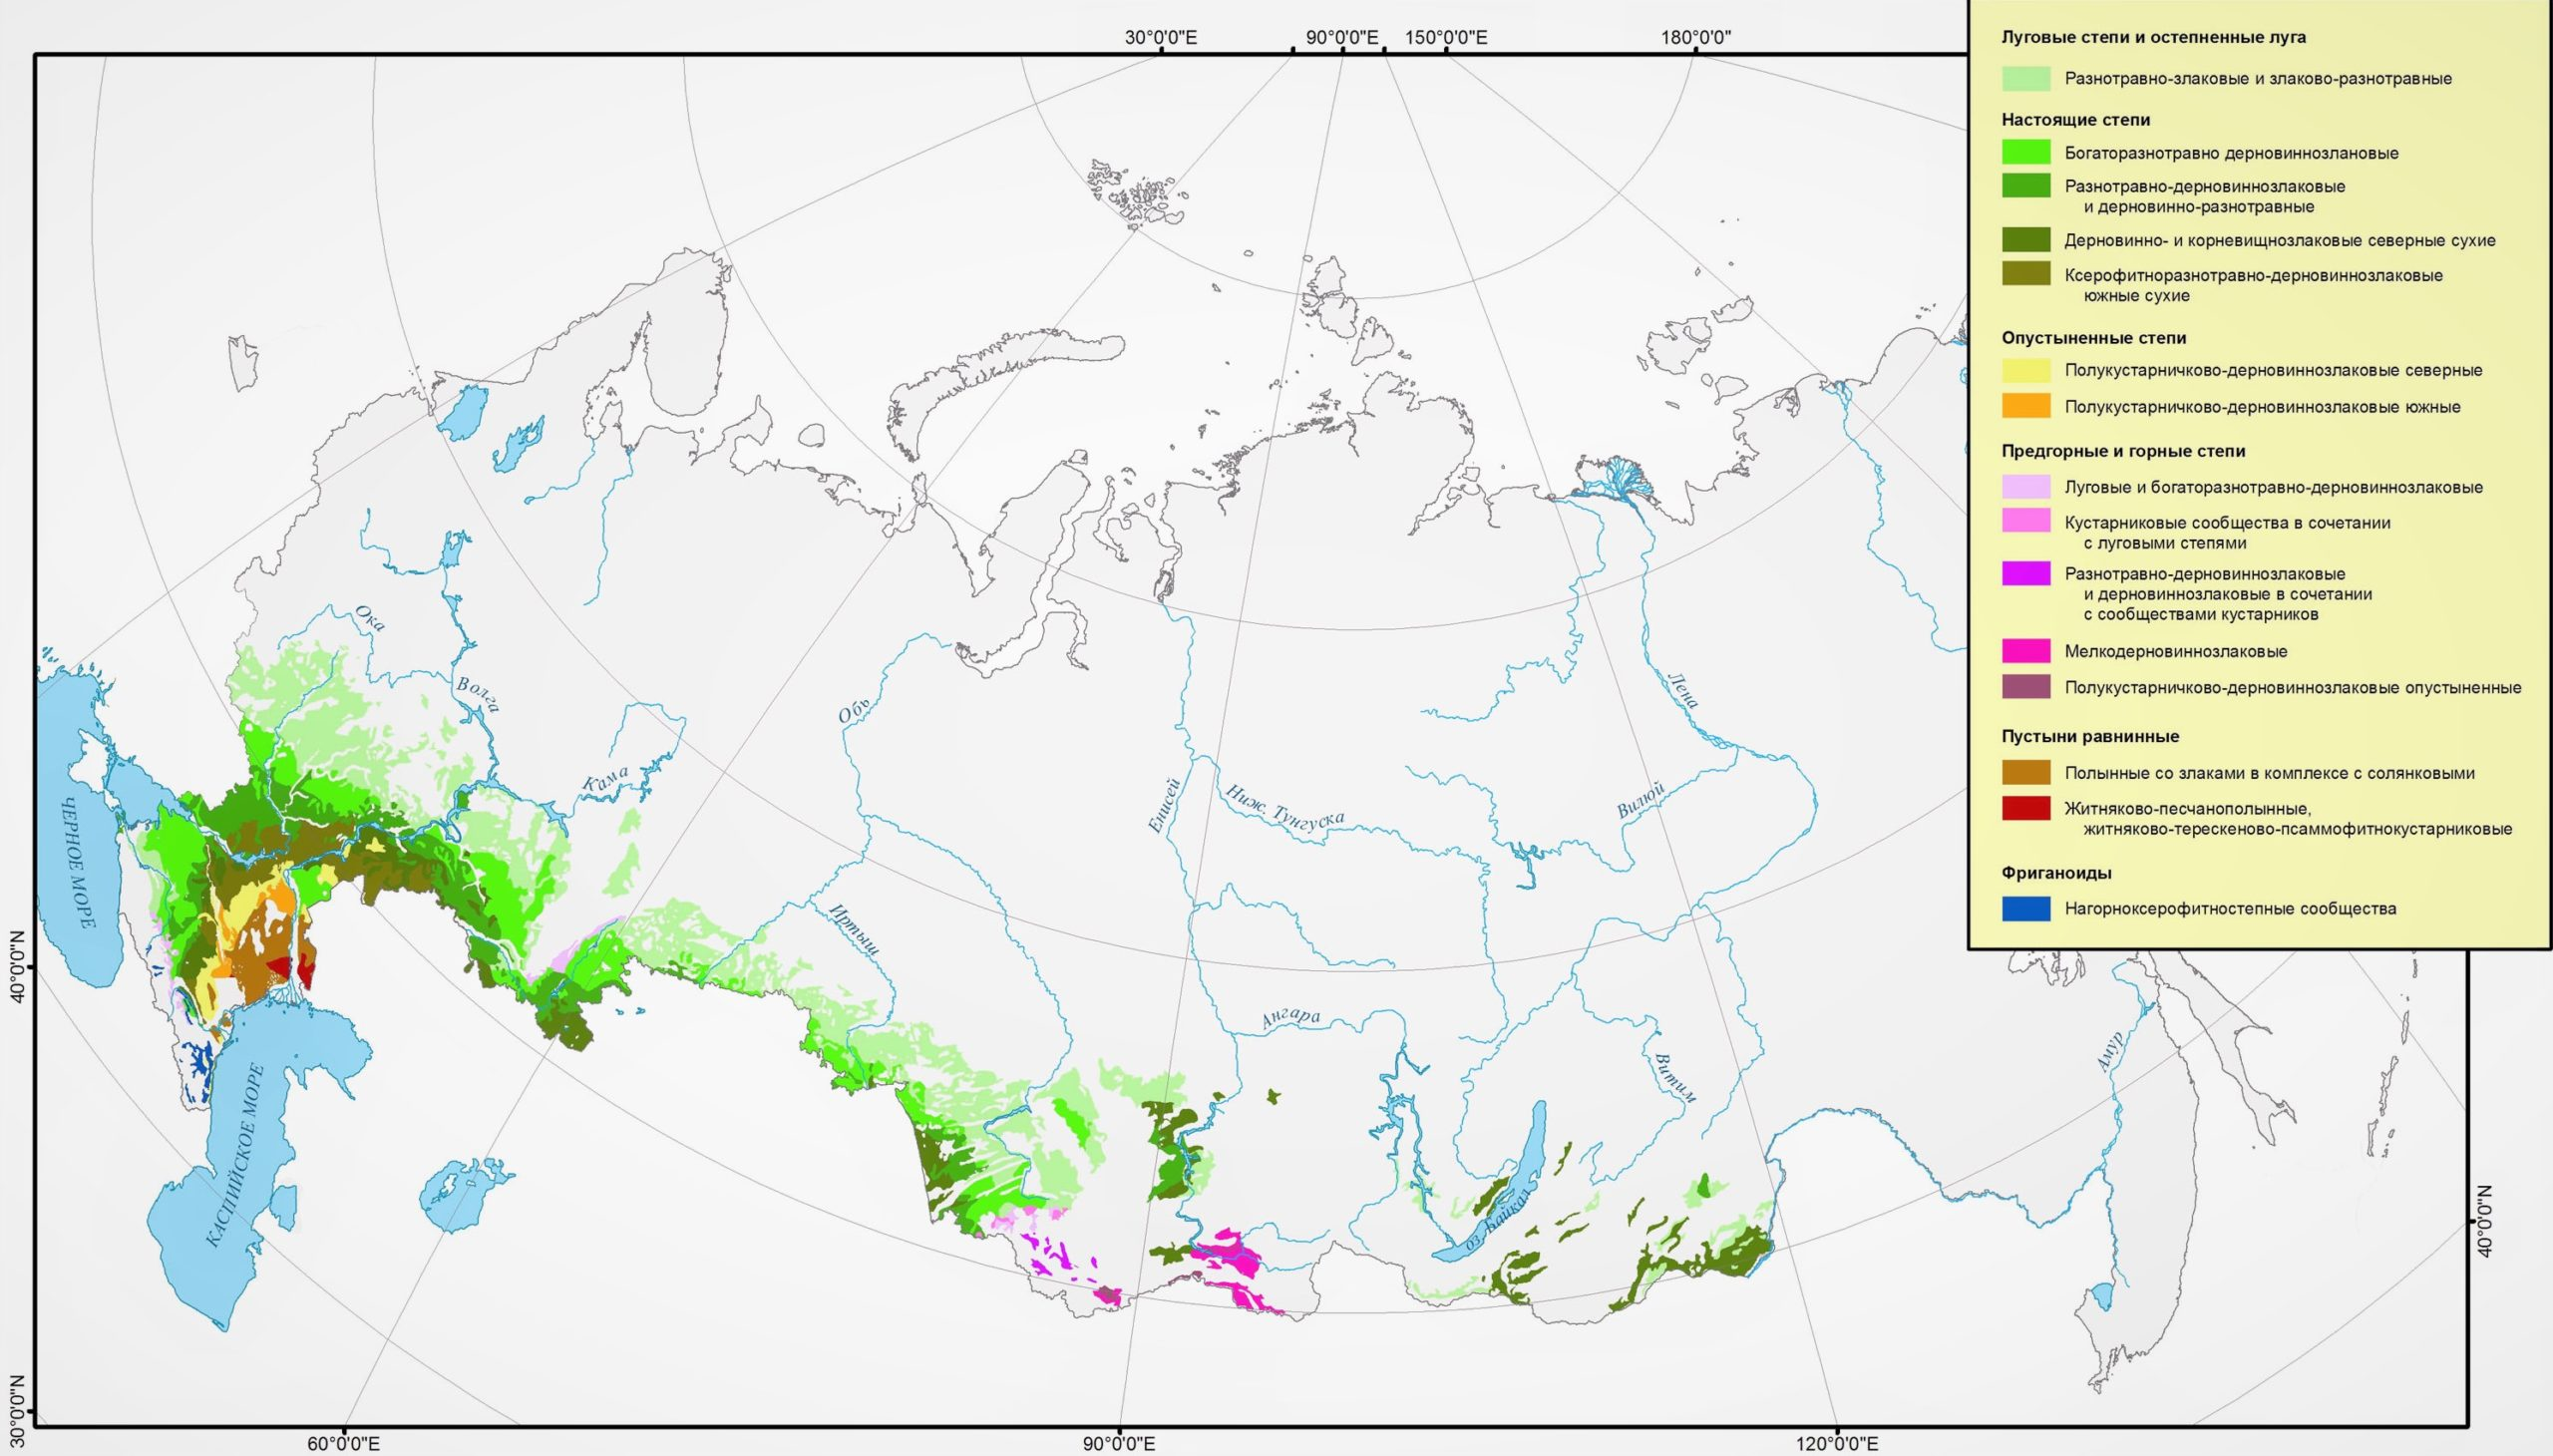 30°0'0"E 90°0'0"E 150°0'0"E 180°0'0"
Луговые степи и остепненные луга
Разнотравно-злаковые и злаково-разнотравные
Настоящие степи
Богаторазнотравно дерновиннозлановые
Разнотравно-дерновиннозлаковые
и дерновинно-разнотравные
Дерновинно- и корневищнозлаковые северные сухие
Ксерофитноразнотравно-дерновиннозлаковые
южные сухие
Опустыненные степи
Полукустарничково-дерновиннозлаковые северные
Полукустарничково-дерновиннозлаковые южные
Предгорные и горные степи
Луговые и богаторазнотравно-дерновиннозлаковые
Кустарниковые сообщества в сочетании
с луговыми степями
Разнотравно-дерновиннозлаковые
и дерновиннозлаковые в сочетании
с сообществами кустарников
Мелкодерновиннозлаковые
Полукустарничково-дерновиннозлаковые опустыненные
Пустыни равнинные
Полынные со злаками в комплексе с солянковыми
Житняково-песчанополынные,
житняково-терескеново-псаммофитнокустарниковые
Фриганоиды
Нагорноксерофитностепные сообщества
Ока
Волга
Кама
Обь
Иртыш
Енисей
Ниж. Тунгуска
Вилюй
Лена
Ангара
Витим
оз. Байкал
Амур
ЧЕРНОЕ МОРЕ
КАСПИЙСКОЕ МОРЕ
40°0'0"N
30°0'0"N
40°0'0"N
60°0'0"E 90°0'0"E 120°0'0"E